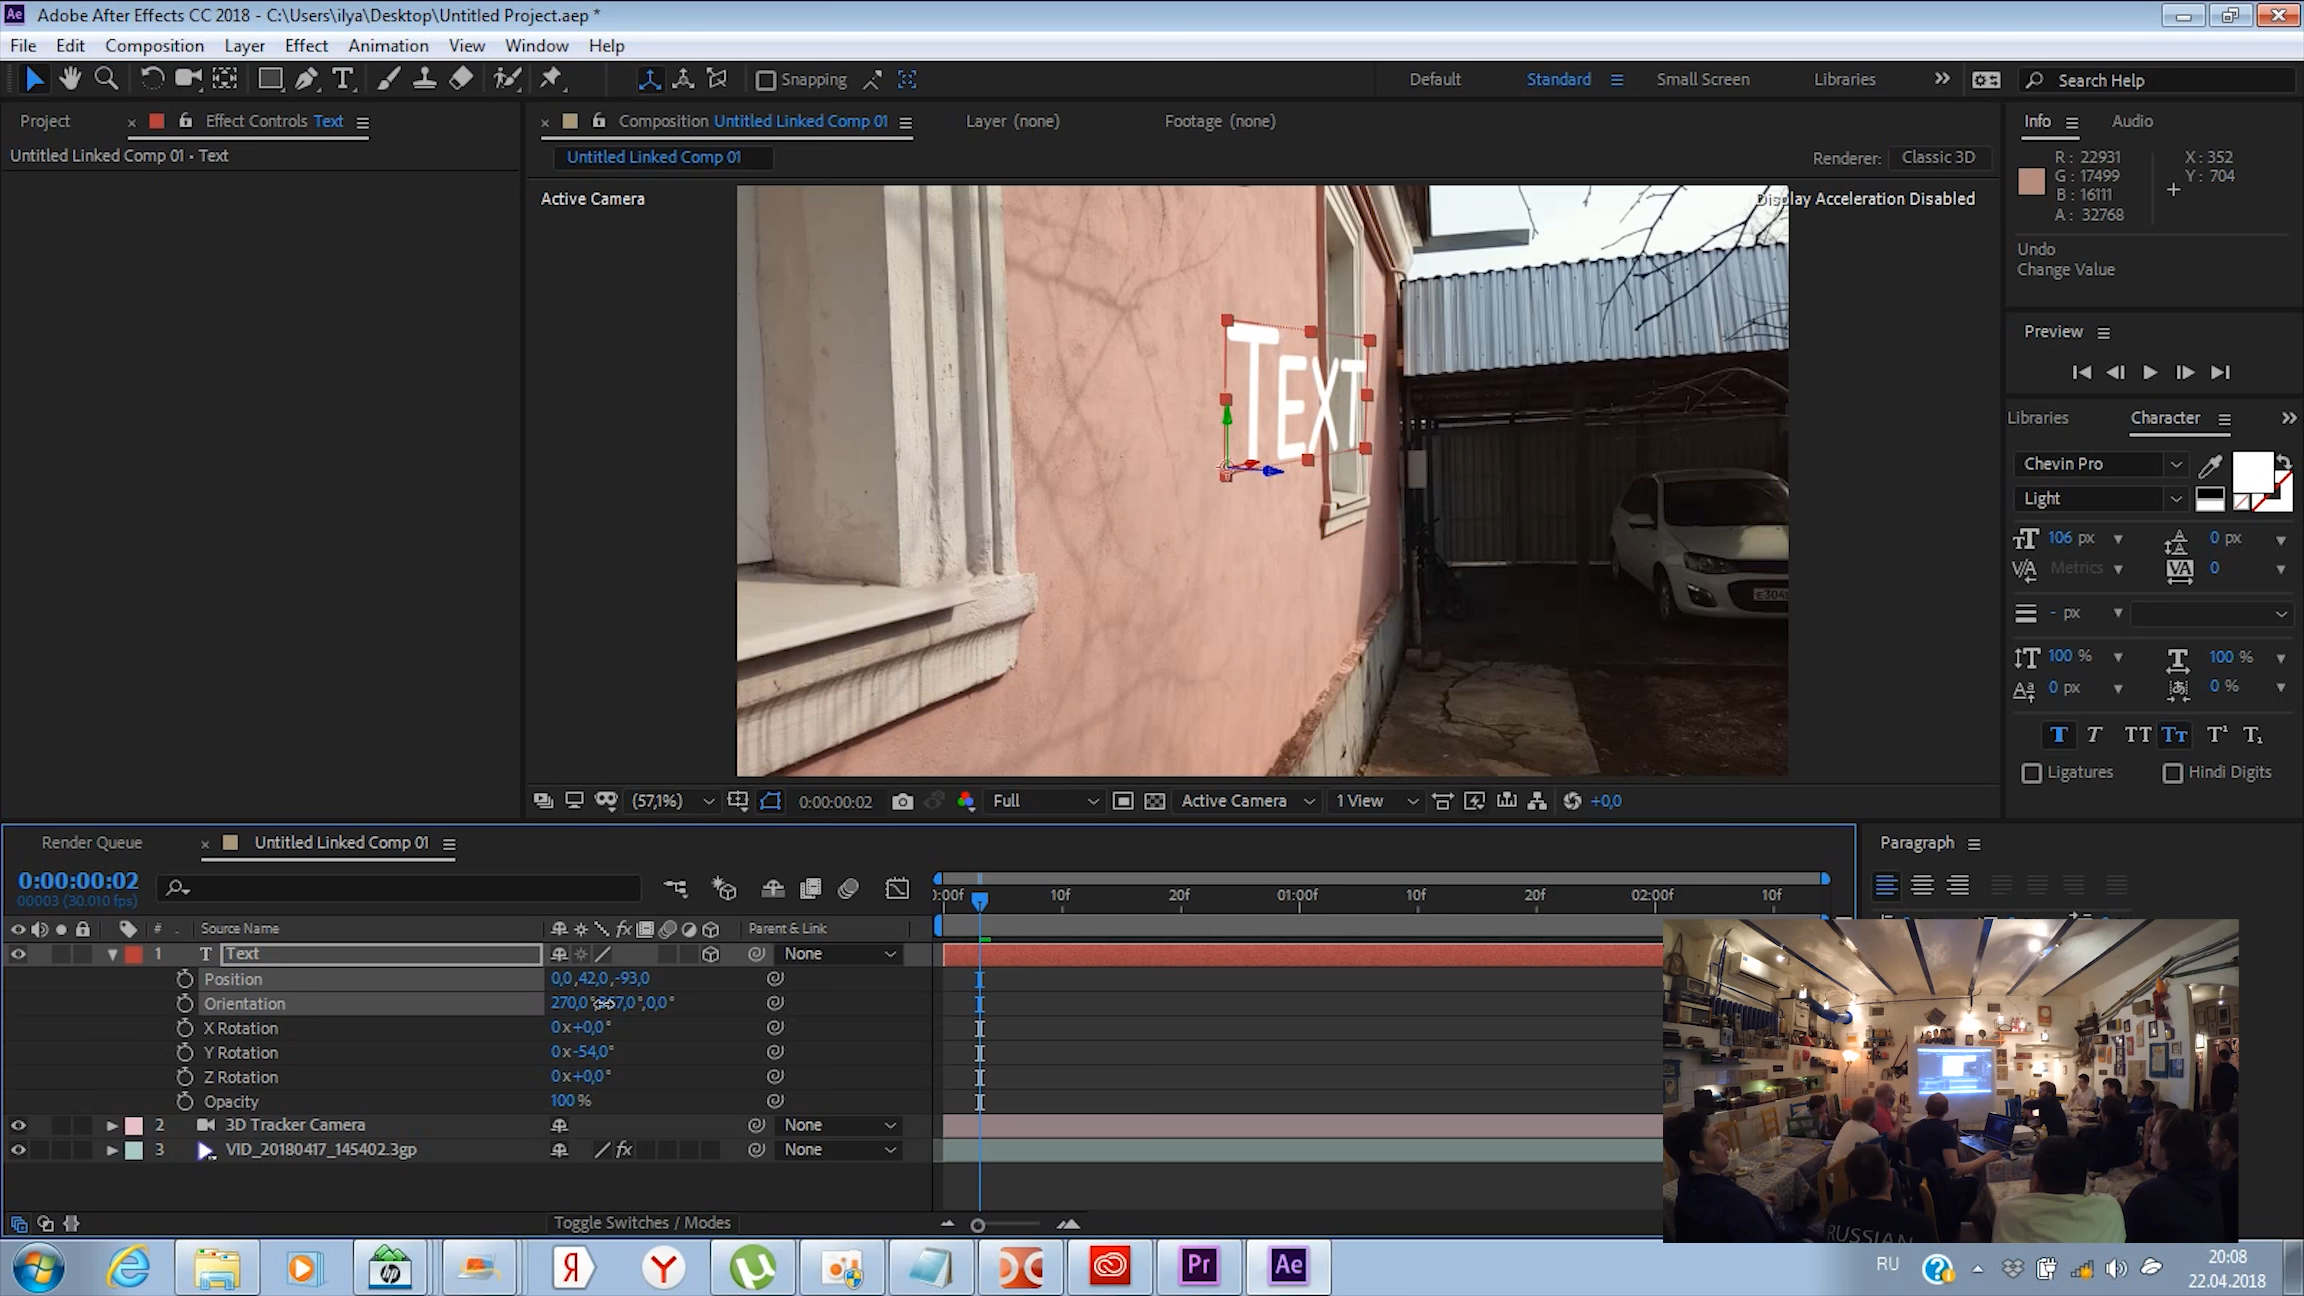 Adobe After Effects CC 2018 - C:\Users\ilya\Desktop\Untitled Project.aep *
File Edit Composition Layer Effect Animation View Window Help
Snapping
Default Standard Small Screen Libraries
Search Help
Project
Effect Controls Text
Untitled Linked Comp 01 • Text
Composition Untitled Linked Comp 01
Layer (none)
Footage (none)
Untitled Linked Comp 01
Renderer: Classic 3D
Active Camera
Display Acceleration Disabled
TEXT
E304
(57,1%)
0:00:00:02
Full
Active Camera
1 View
+0,0
Info Audio
R : 22931
G : 17499
B : 16111
A : 32768
X : 352
Y : 704
Undo
Change Value
Preview
Libraries Character
Chevin Pro
Light
106 px
0 px
Metrics
0
- px
100 %
100 %
0 px
0 %
T T TT Tᴛ T¹ T₁
Ligatures
Hindi Digits
Paragraph
Render Queue
Untitled Linked Comp 01
0:00:00:02
00003 (30.010 fps)
:00f 10f 20f 01:00f 10f 20f 02:00f 10f
# Source Name Parent & Link
1 T Text None
Position 0,0,42,0,-93,0
Orientation 270,0°, 57,0°,0,0°
X Rotation 0x+0,0°
Y Rotation 0x-54,0°
Z Rotation 0x+0,0°
Opacity 100 %
2 3D Tracker Camera None
3 VID_20180417_145402.3gp None
Toggle Switches / Modes
RUSSIAN
hp
Я
Y
Pr
Ae
RU
20:08
22.04.2018